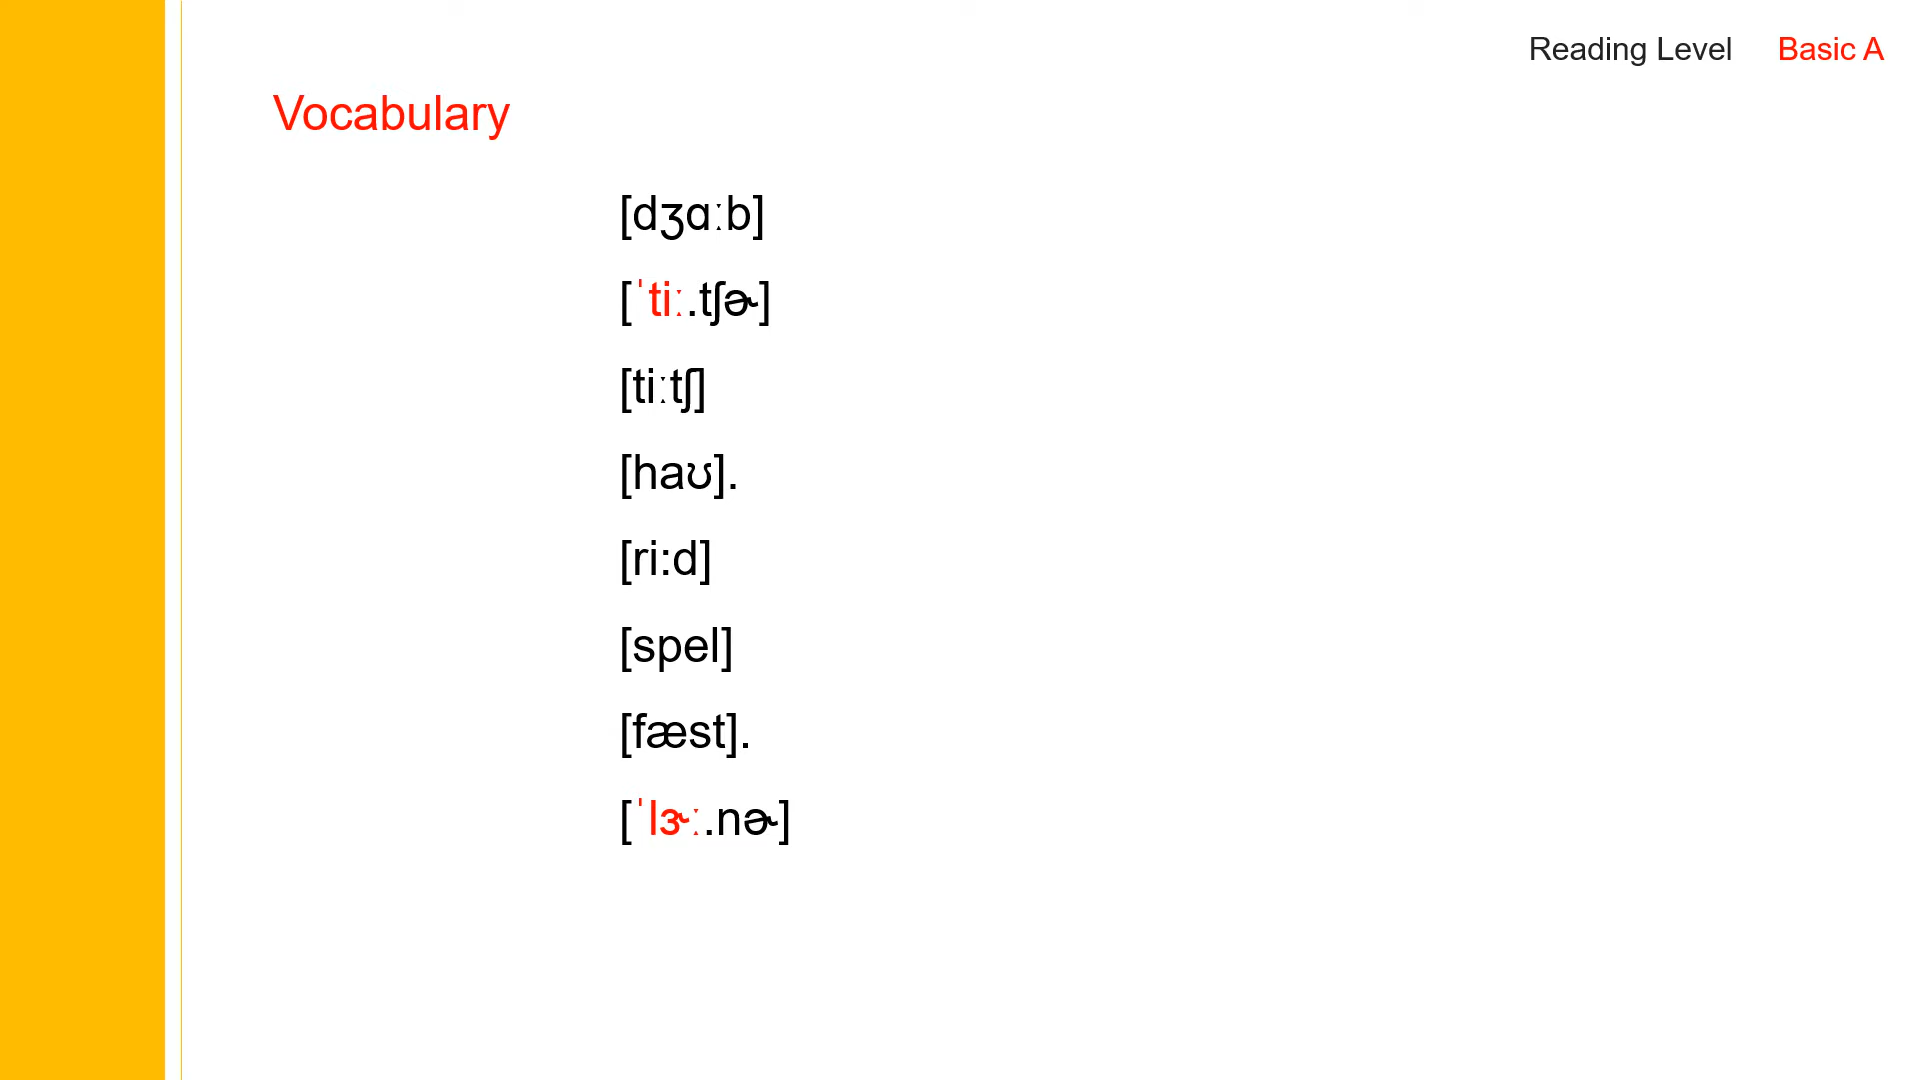 Reading Level Basic A
Vocabulary
[dʒɑːb]
[ˈtiː.tʃɚ]
[tiːtʃ]
[haʊ].
[ri:d]
[spel]
[fæst].
[ˈlɝː.nɚ]